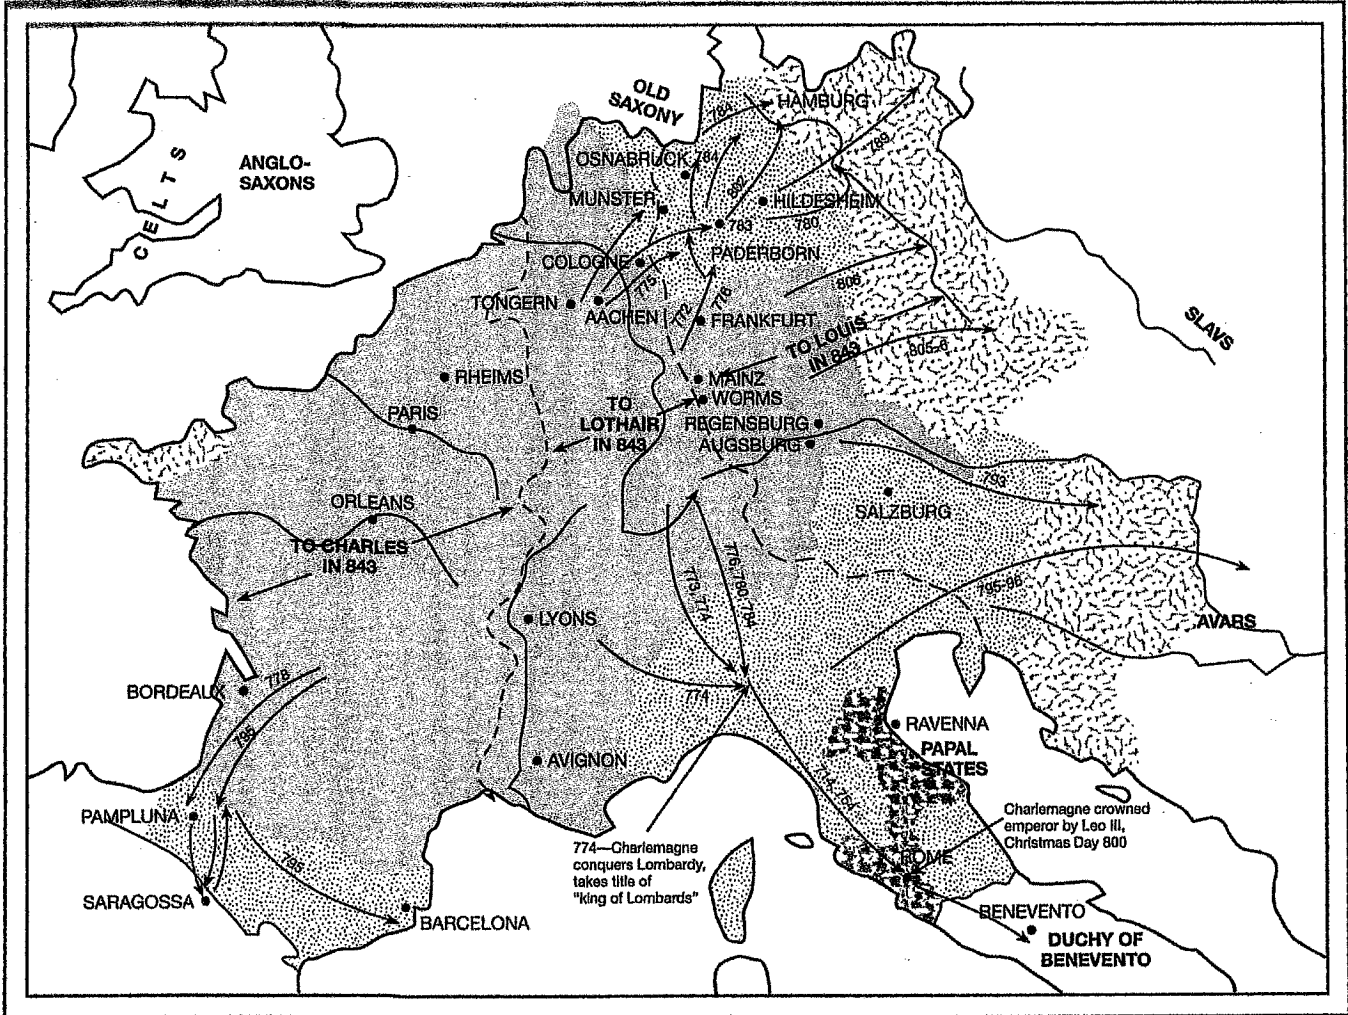 OLD
SAXONY
HAMBURG
784
789
ANGLO-
SAXONS
CELTS
OSNABRUCK
784
802
MUNSTER
HILDESHEIM
783
780
PADERBORN
COLOGNE
775
TONGERN
AACHEN
772
776
FRANKFURT
806
SLAVS
TO LOUIS
IN 843
805-6
RHEIMS
MAINZ
WORMS
TO
LOTHAIR
IN 843
PARIS
REGENSBURG
AUGSBURG
793
ORLEANS
SALZBURG
TO CHARLES
IN 843
773, 774
776, 780, 784
795-96
LYONS
AVARS
778
BORDEAUX
774
795
RAVENNA
PAPAL
STATES
AVIGNON
PAMPLUNA
Charlemagne crowned
emperor by Leo III,
Christmas Day 800
774—Charlemagne
conquers Lombardy,
takes title of
"king of Lombards"
ROME
795
SARAGOSSA
BARCELONA
BENEVENTO
DUCHY OF
BENEVENTO